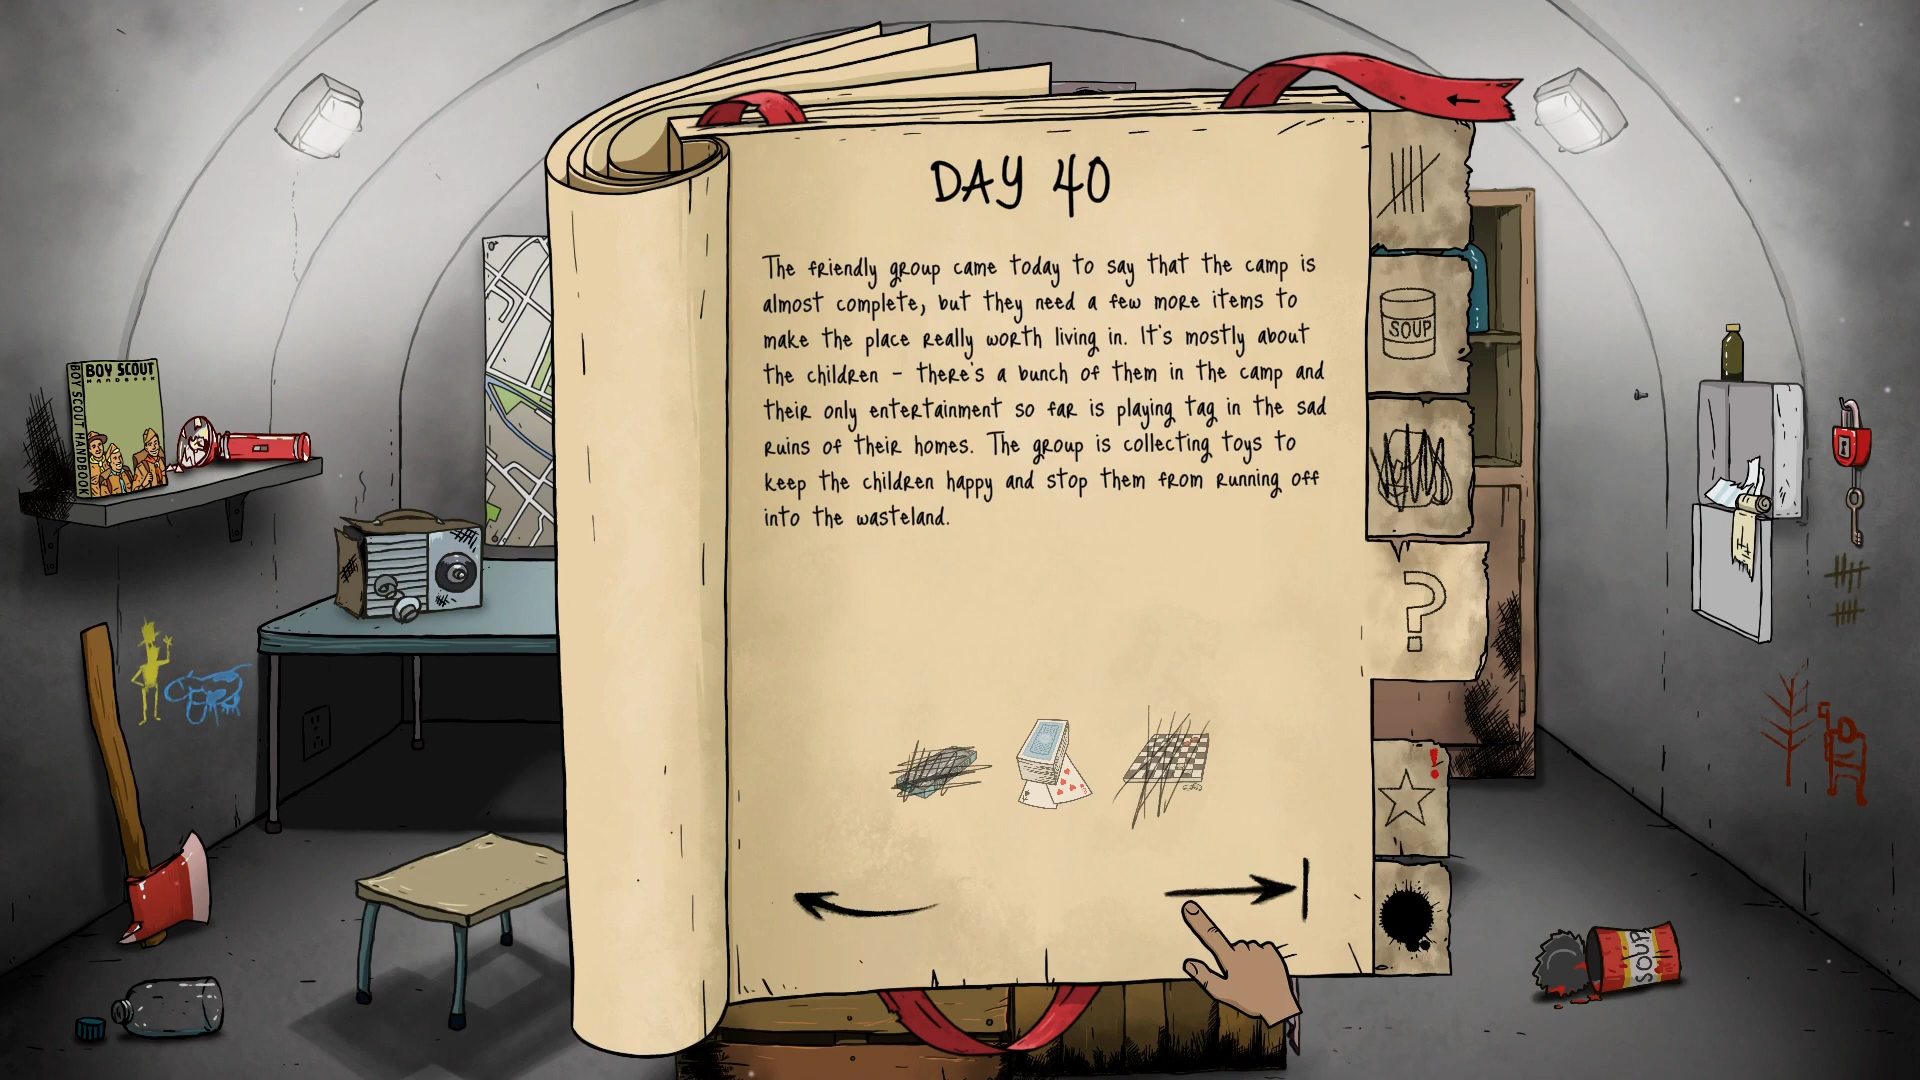 DAY 40
The friendly group came today to say that the camp is
almost complete, but they need a few more items to
make the place really worth living in. It's mostly about
the children - there's a bunch of them in the camp and
their only entertainment so far is playing tag in the sad
ruins of their homes. The group is collecting toys to
keep the children happy and stop them from running off
into the wasteland.
BOY SCOUT
HANDBOOK
BOY SCOUT HANDBOOK
SOUP
?
!
SOUP